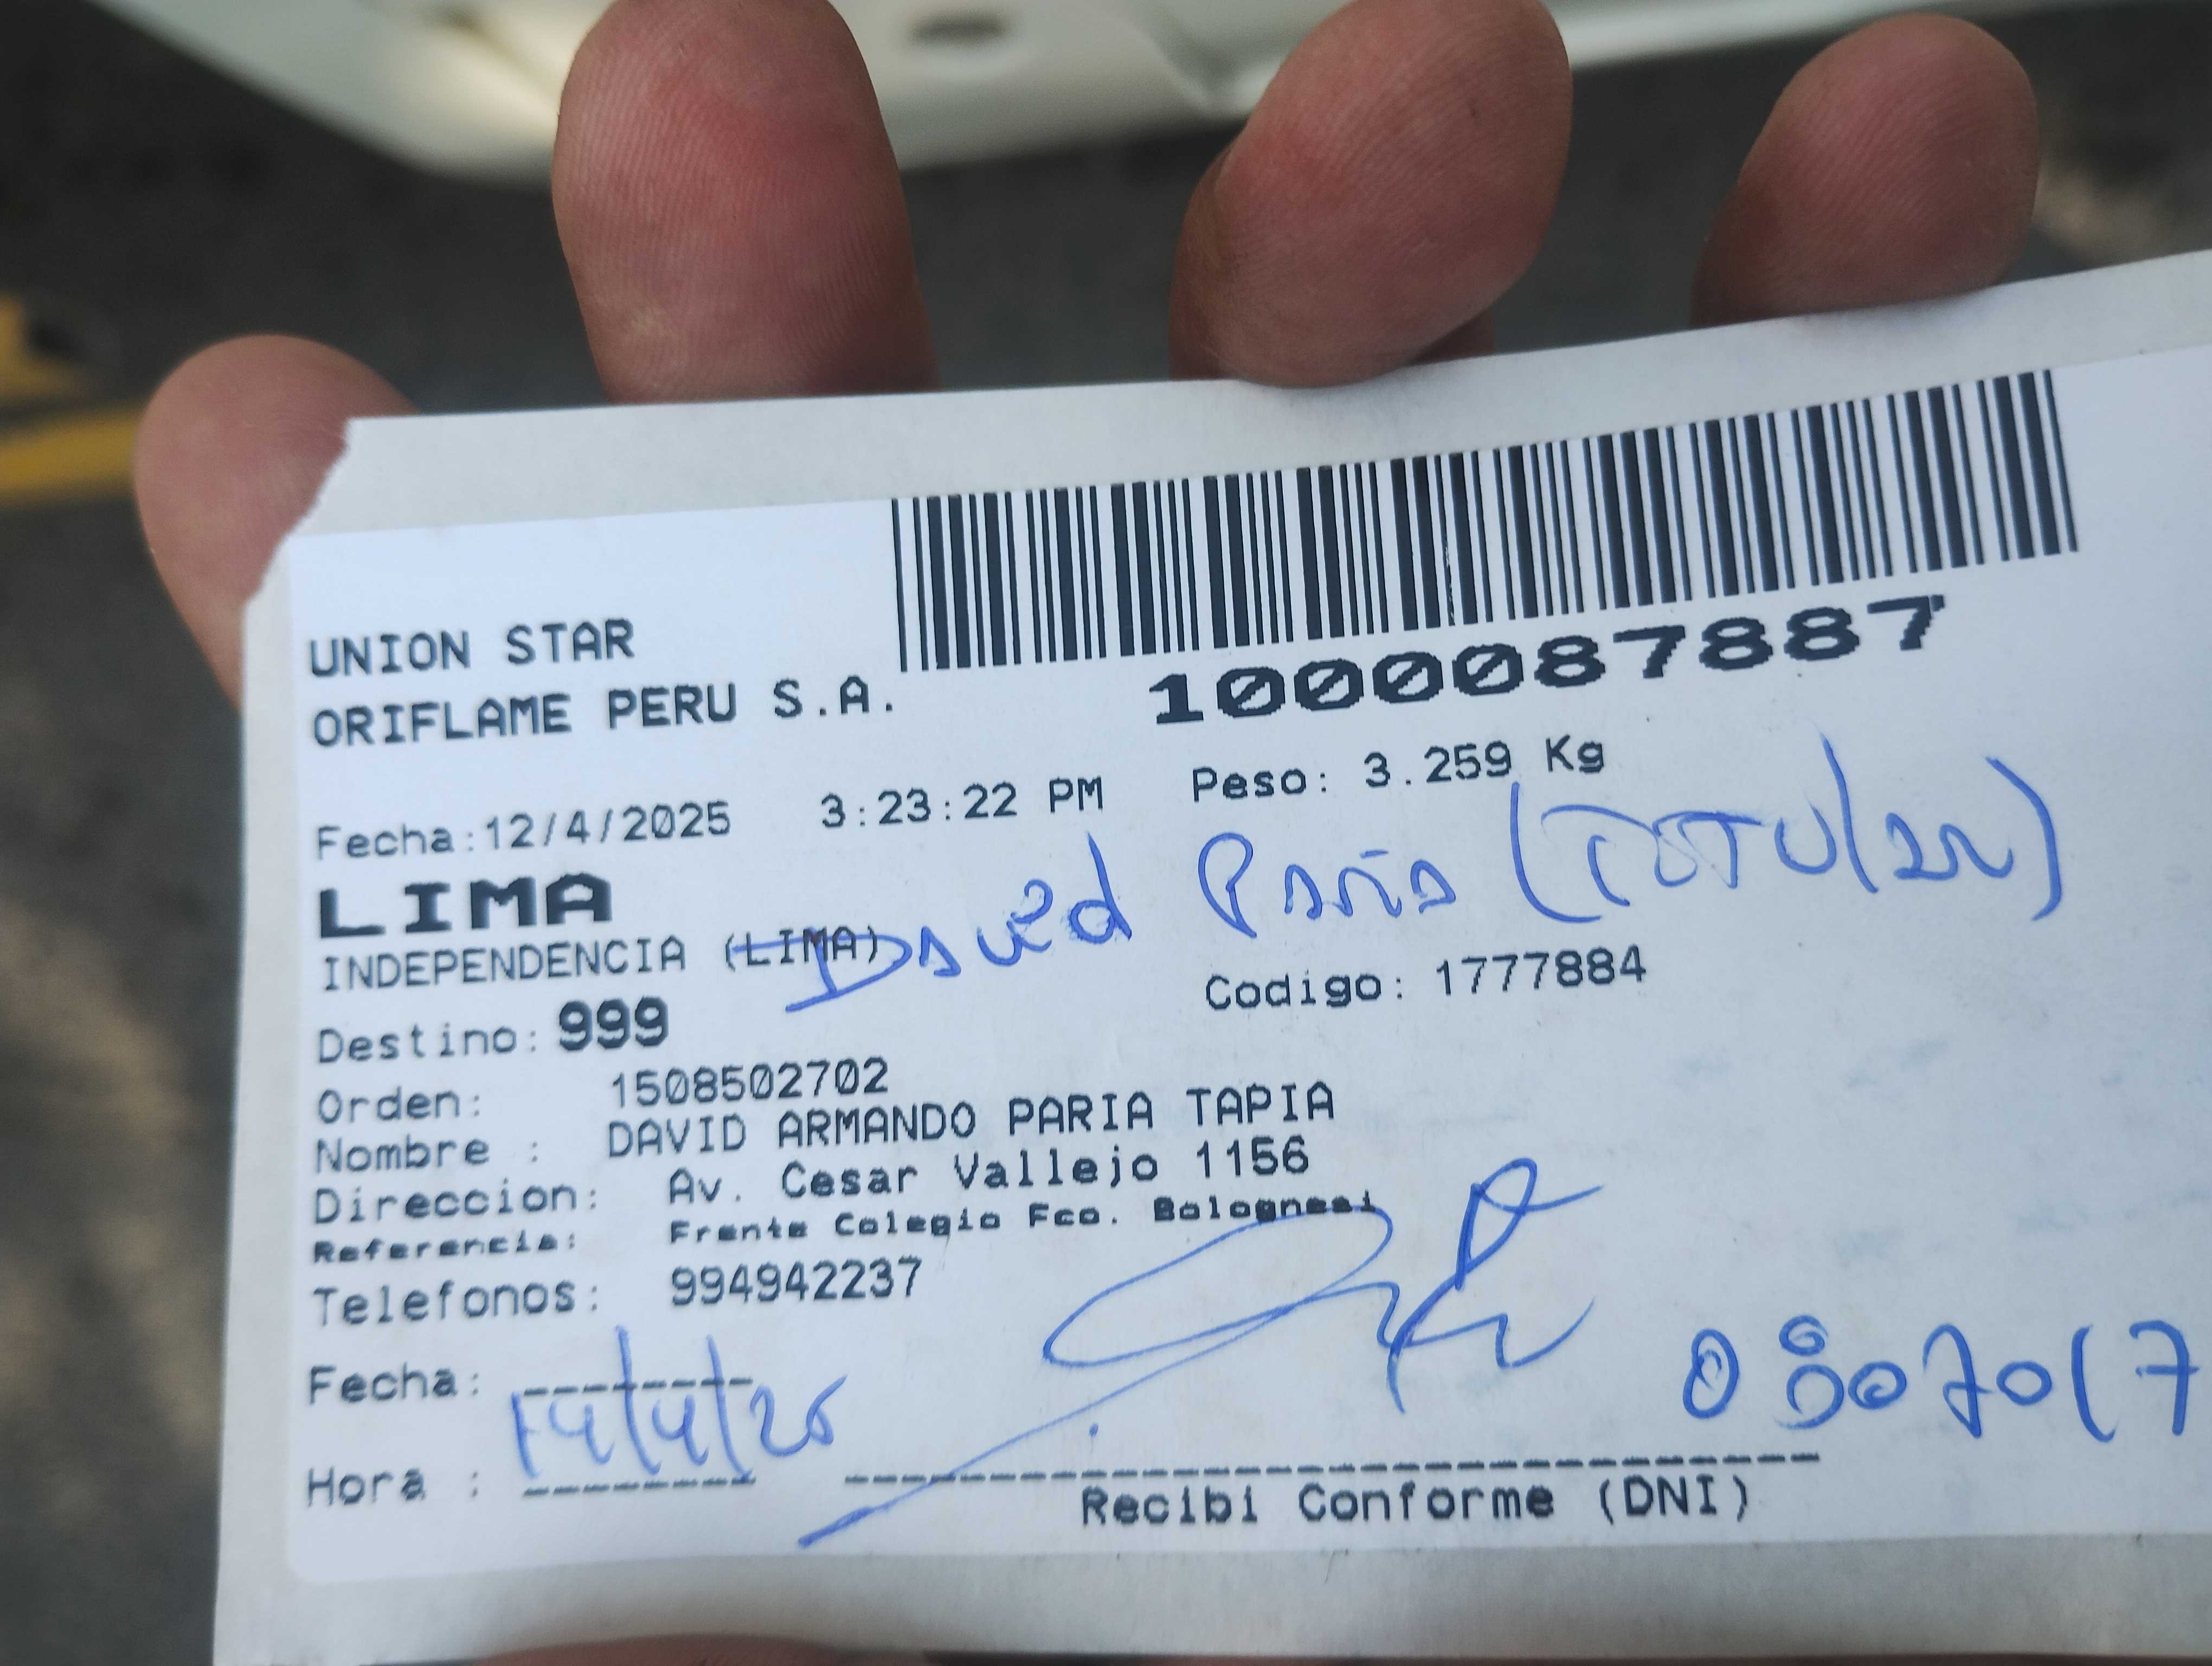 UNION STAR
ORIFLAME PERU S.A.
1000087887
Fecha:12/4/2025 3:23:22 PM Peso: 3.259 Kg
LIMA
David Paria (TITULAR)
INDEPENDENCIA (LIMA)
Codigo: 1777884
Destino: 999
Orden: 1508502702
Nombre : DAVID ARMANDO PARIA TAPIA
Direccion: Av. Cesar Vallejo 1156
Referencia: Frente Colegio Fco. Bolognesi
Telefonos: 994942237
Fecha:
14/4/25
Hora :
Recibi Conforme (DNI)